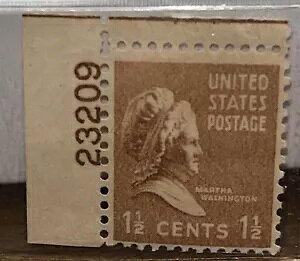 23209
UNITED
STATES
POSTAGE
MARTHA
WASHINGTON
1½ CENTS 1½